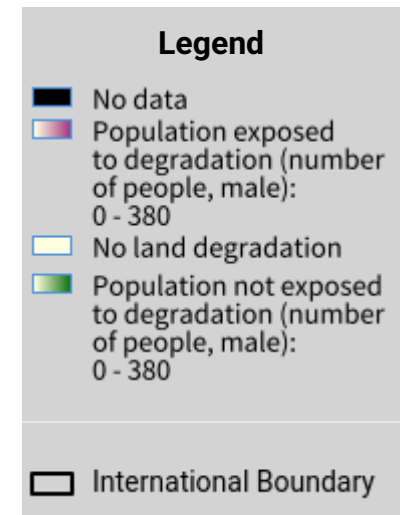 Legend
No data
Population exposed
to degradation (number
of people, male):
0 - 380
No land degradation
Population not exposed
to degradation (number
of people, male):
0 - 380
International Boundary